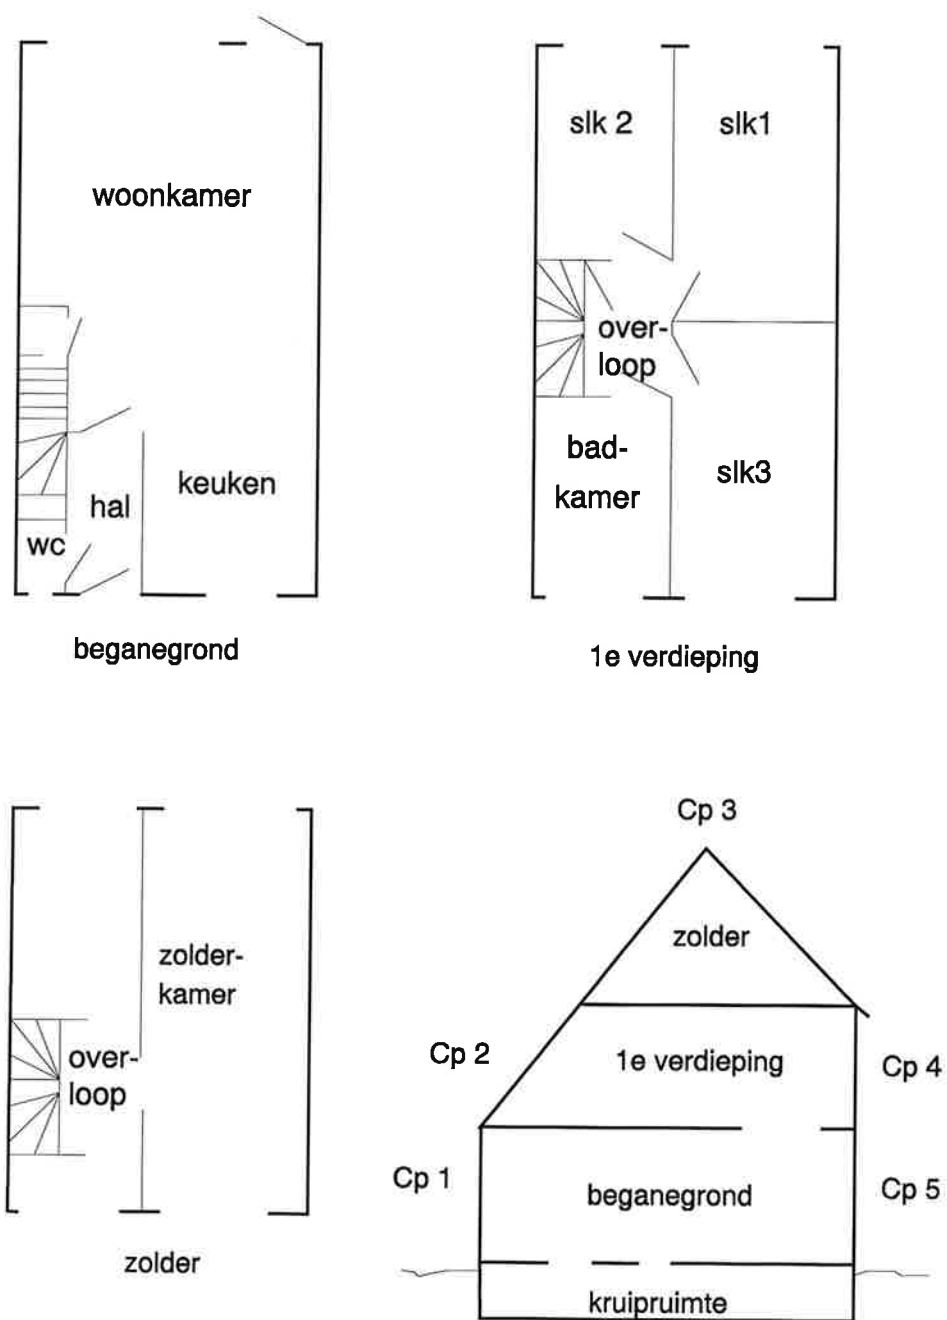 woonkamer
keuken
hal
wc
beganegrond
slk 2
slk1
over-
loop
bad-
kamer
slk3
1e verdieping
zolder-
kamer
over-
loop
zolder
Cp 3
zolder
Cp 2
1e verdieping
Cp 4
Cp 1
beganegrond
Cp 5
kruipruimte